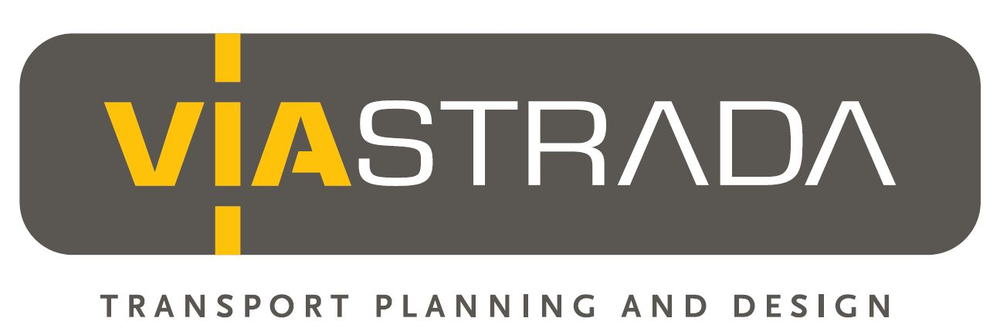 VIASTRADA
TRANSPORT PLANNING AND DESIGN